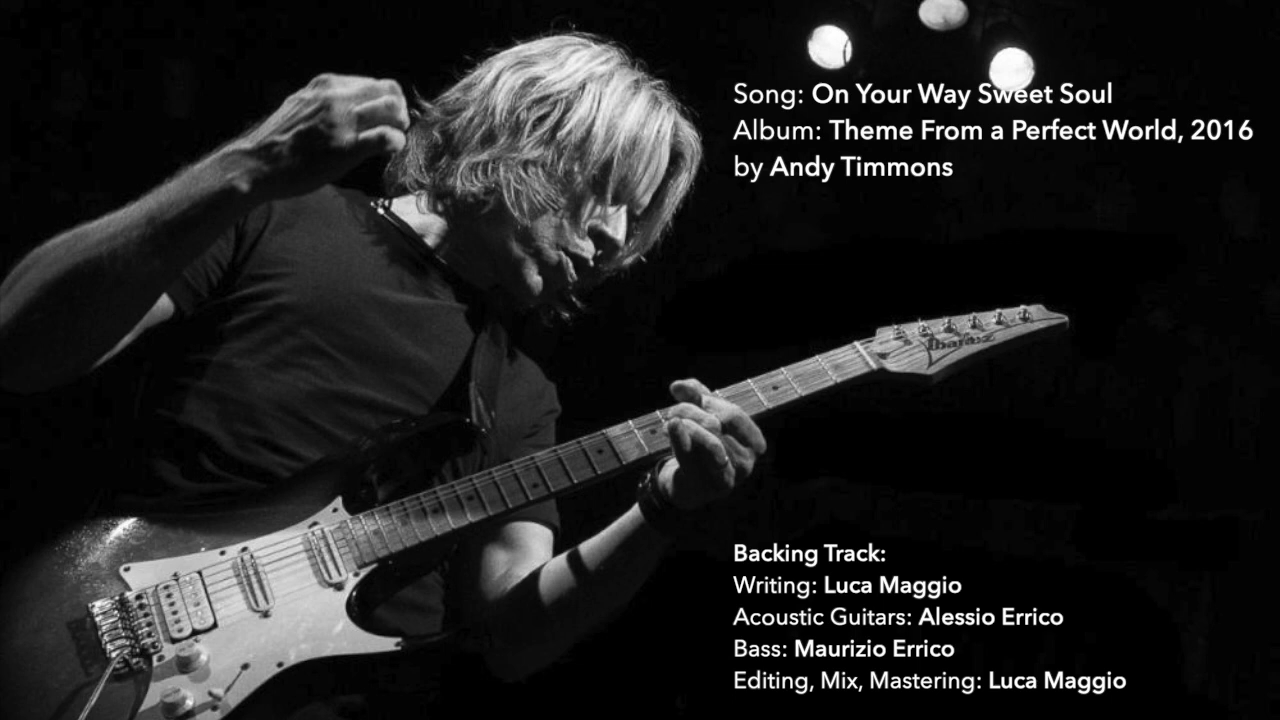 Song: On Your Way Sweet Soul
Album: Theme From a Perfect World, 2016
by Andy Timmons
Ibanez
Backing Track:
Writing: Luca Maggio
Acoustic Guitars: Alessio Errico
Bass: Maurizio Errico
Editing, Mix, Mastering: Luca Maggio